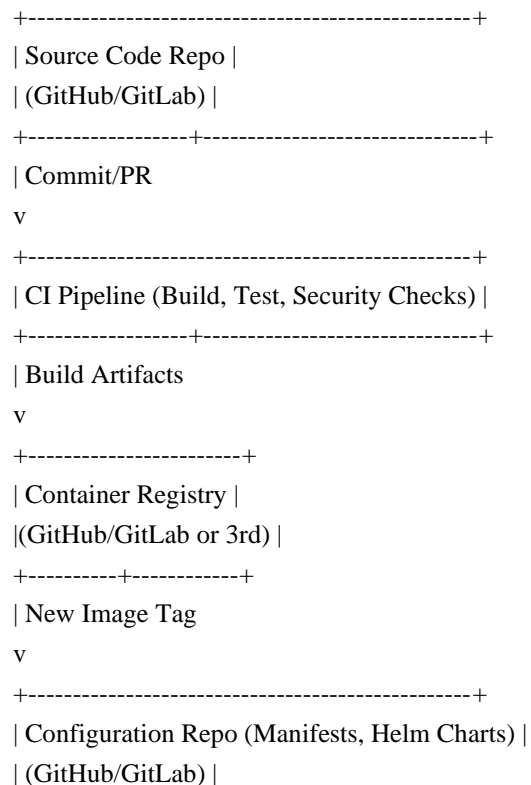 +--------------------------------------------------+
| Source Code Repo |
| (GitHub/GitLab) |
+------------------+-------------------------------+
| Commit/PR
v
+--------------------------------------------------+
| CI Pipeline (Build, Test, Security Checks) |
+------------------+-------------------------------+
| Build Artifacts
v
+------------------------+
| Container Registry |
|(GitHub/GitLab or 3rd) |
+----------+------------+
| New Image Tag
v
+--------------------------------------------------+
| Configuration Repo (Manifests, Helm Charts) |
| (GitHub/GitLab) |